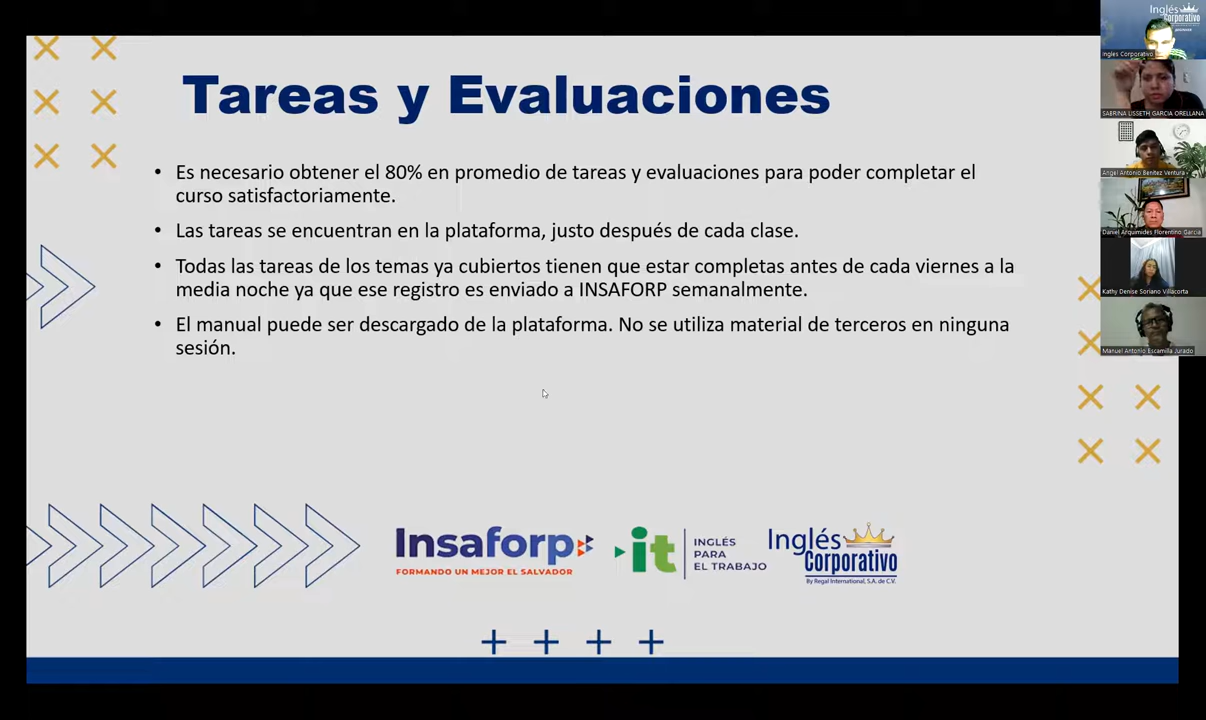 Tareas y Evaluaciones
• Es necesario obtener el 80% en promedio de tareas y evaluaciones para poder completar el
curso satisfactoriamente.
• Las tareas se encuentran en la plataforma, justo después de cada clase.
• Todas las tareas de los temas ya cubiertos tienen que estar completas antes de cada viernes a la
media noche ya que ese registro es enviado a INSAFORP semanalmente.
• El manual puede ser descargado de la plataforma. No se utiliza material de terceros en ninguna
sesión.
Insaforp
FORMANDO UN MEJOR EL SALVADOR
it
INGLÉS
PARA
EL TRABAJO
Inglés
Corporativo
By Regal International, S.A. de C.V.
Inglés
Corporativo
Ingles Corporativo
SABRINA LISSETH GARCIA ORELLANA
Angel Antonio Benitez Ventura
Daniel Arquimides Florentino Garcia
Kathy Denise Soriano Villacorta
Manuel Antonio Escamilla Jurado